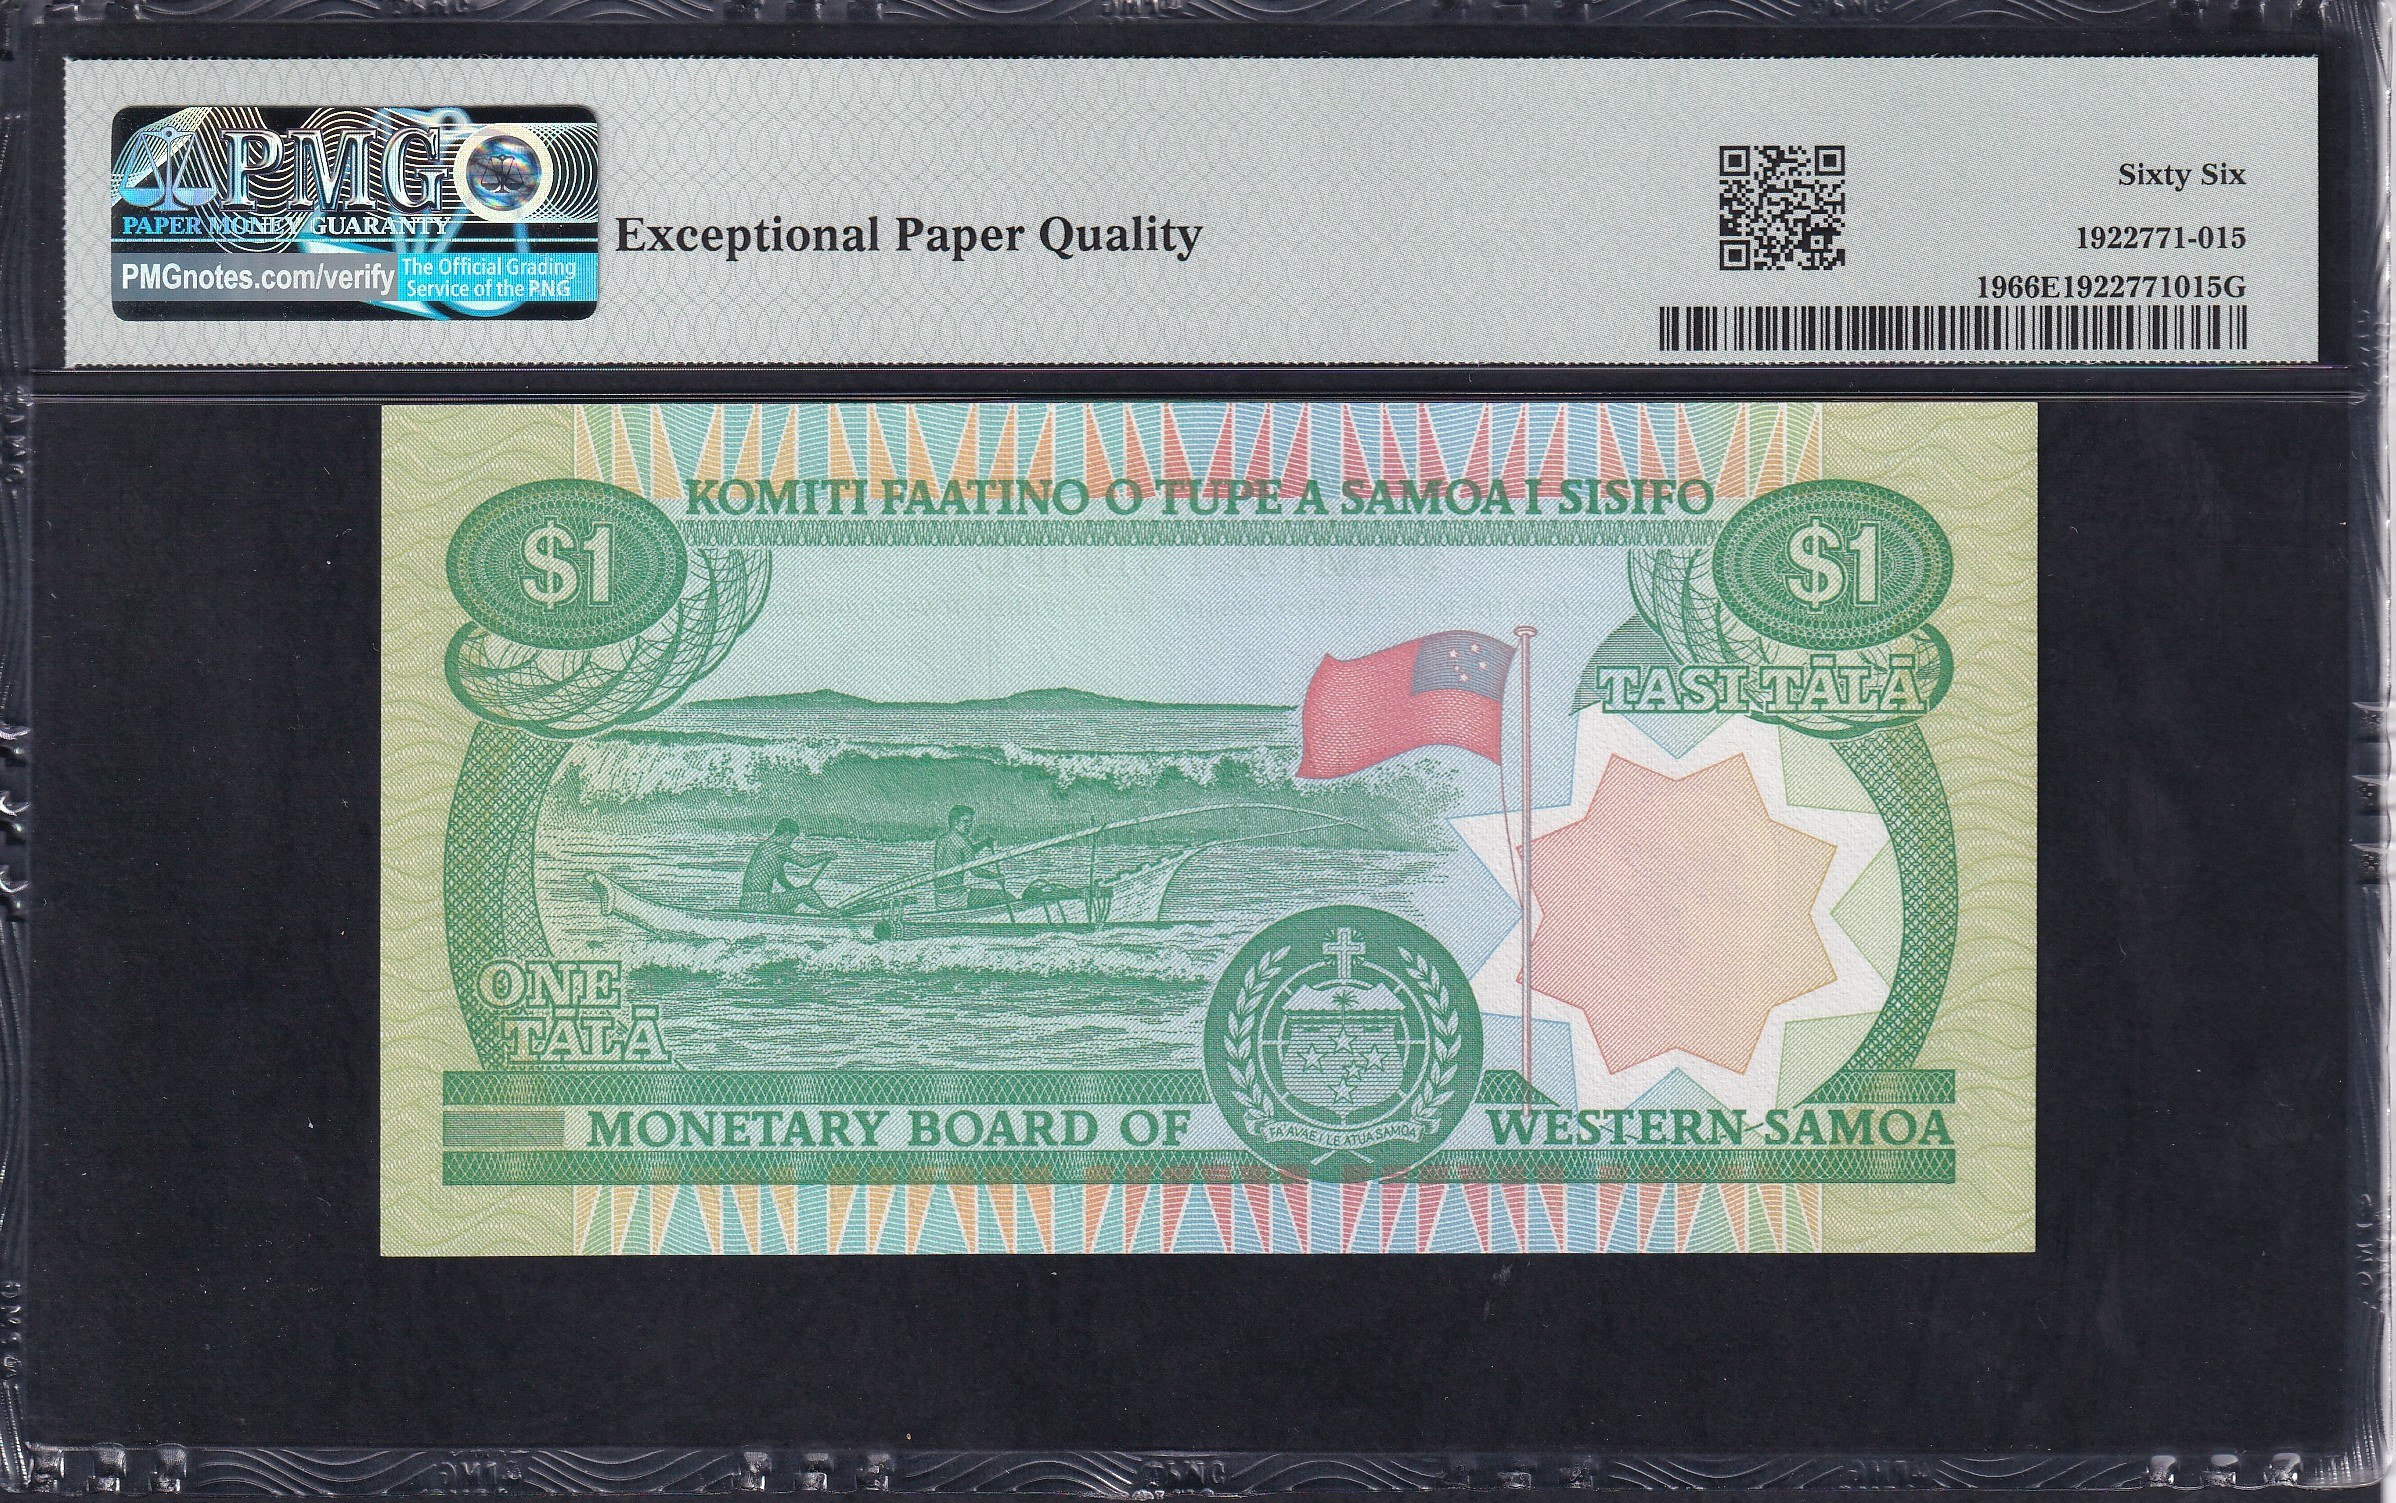 PMG
PAPER MONEY GUARANTY
PMGnotes.com/verify
The Official Grading
Service of the PNG
Exceptional Paper Quality
Sixty Six
1922771-015
1966E1922771015G
KOMITI FAATINO O TUPE A SAMOA I SISIFO
$1
$1
TASI TĀLĀ
ONE
TĀLĀ
FA'AVAE I LE ATUA SAMOA
MONETARY BOARD OF WESTERN SAMOA